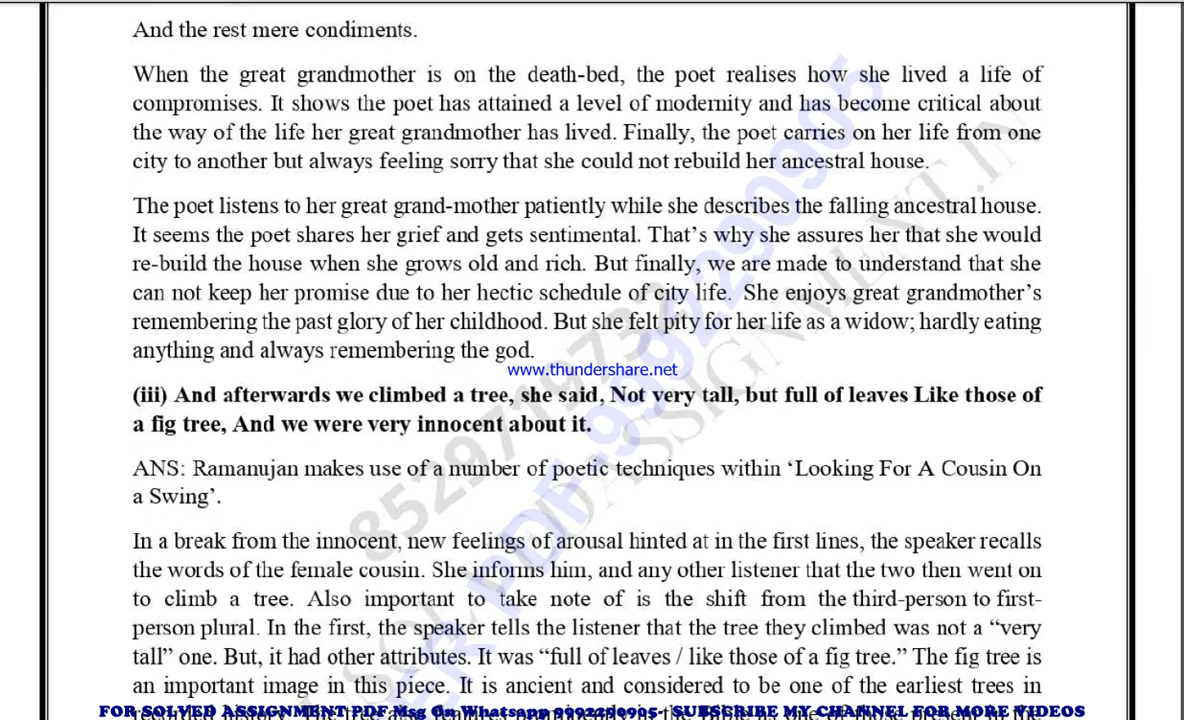 And the rest mere condiments.
When the great grandmother is on the death-bed, the poet realises how she lived a life of
compromises. It shows the poet has attained a level of modernity and has become critical about
the way of the life her great grandmother has lived. Finally, the poet carries on her life from one
city to another but always feeling sorry that she could not rebuild her ancestral house.
The poet listens to her great grand-mother patiently while she describes the falling ancestral house.
It seems the poet shares her grief and gets sentimental. That's why she assures her that she would
re-build the house when she grows old and rich. But finally, we are made to understand that she
can not keep her promise due to her hectic schedule of city life. She enjoys great grandmother's
remembering the past glory of her childhood. But she felt pity for her life as a widow; hardly eating
anything and always remembering the god.
www.thundershare.net
(iii) And afterwards we climbed a tree, she said, Not very tall, but full of leaves Like those of
a fig tree, And we were very innocent about it.
ANS: Ramanujan makes use of a number of poetic techniques within ‘Looking For A Cousin On
a Swing’.
In a break from the innocent, new feelings of arousal hinted at in the first lines, the speaker recalls
the words of the female cousin. She informs him, and any other listener that the two then went on
to climb a tree. Also important to take note of is the shift from the third-person to first-
person plural. In the first, the speaker tells the listener that the tree they climbed was not a “very
tall” one. But, it had other attributes. It was “full of leaves / like those of a fig tree.” The fig tree is
an important image in this piece. It is ancient and considered to be one of the earliest trees in
FOR SOLVED ASSIGNMENT PDF Msg On Whatsapp 9992290905- SUBSCRIBE MY CHANNEL FOR MORE VIDEOS